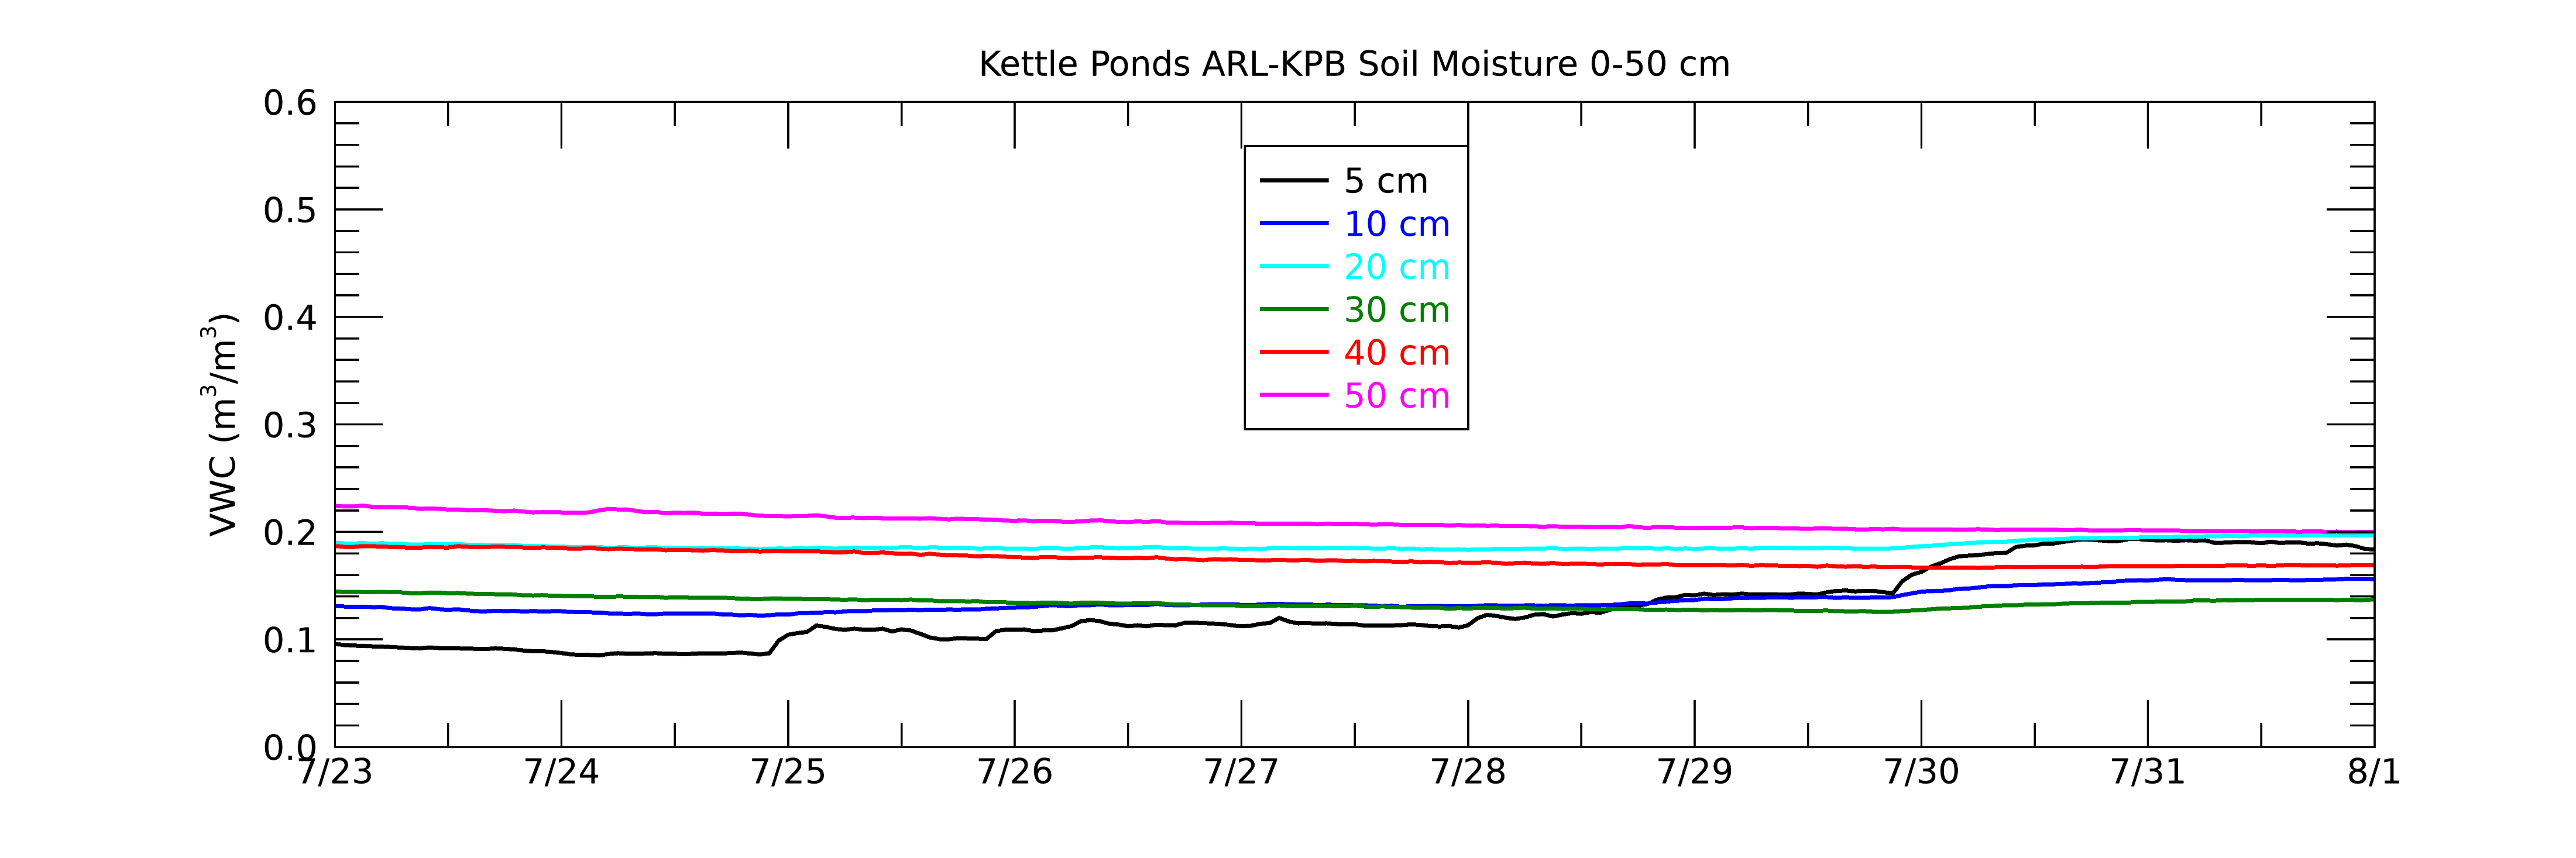 Kettle Ponds ARL-KPB Soil Moisture 0-50 cm
VWC (m³/m³)
0.6
0.5
0.4
0.3
0.2
0.1
0.0
5 cm
10 cm
20 cm
30 cm
40 cm
50 cm
7/23 7/24 7/25 7/26 7/27 7/28 7/29 7/30 7/31 8/1